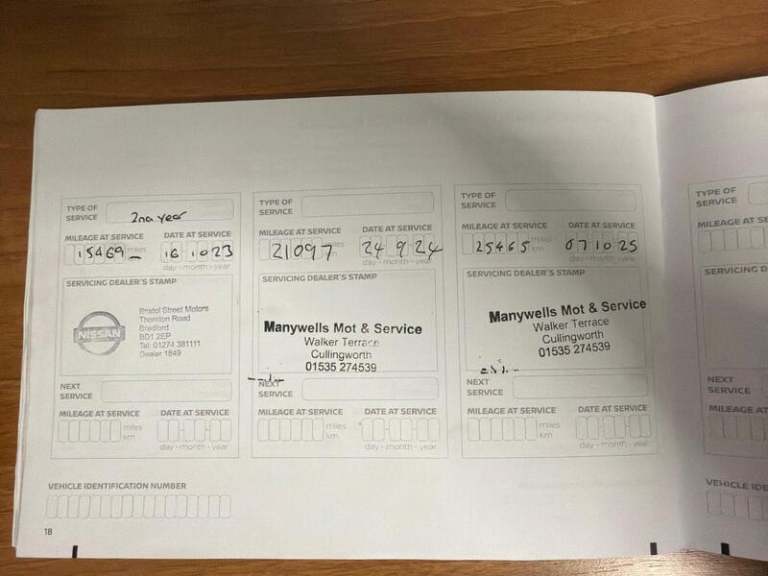 TYPE OF
SERVICE 2nd year
MILEAGE AT SERVICE DATE AT SERVICE
15469 miles 16 10 23
day - month - year
SERVICING DEALER'S STAMP
NISSAN
Bristol Street Motors
Thornton Road
Bradford
BD1 2EP
Tel: 01274 381111
Dealer 1849
NEXT
SERVICE
MILEAGE AT SERVICE DATE AT SERVICE
miles
km
day - month - year
TYPE OF
SERVICE
MILEAGE AT SERVICE DATE AT SERVICE
21097 miles 24 9 24
km
day - month - year
SERVICING DEALER'S STAMP
Manywells Mot & Service
Walker Terrace
Cullingworth
01535 274539
NEXT
SERVICE
MILEAGE AT SERVICE DATE AT SERVICE
miles
km
day - month - year
TYPE OF
SERVICE
MILEAGE AT SERVICE DATE AT SERVICE
25465 miles 07 10 25
km
day - month - year
SERVICING DEALER'S STAMP
Manywells Mot & Service
Walker Terrace
Cullingworth
01535 274539
NEXT
SERVICE
MILEAGE AT SERVICE DATE AT SERVICE
miles
km
day - month - year
VEHICLE IDENTIFICATION NUMBER
18
TYPE OF
SERVICE
MILEAGE AT SE
SERVICING D
NEXT
SERVICE
MILEAGE AT
VEHICLE IDE